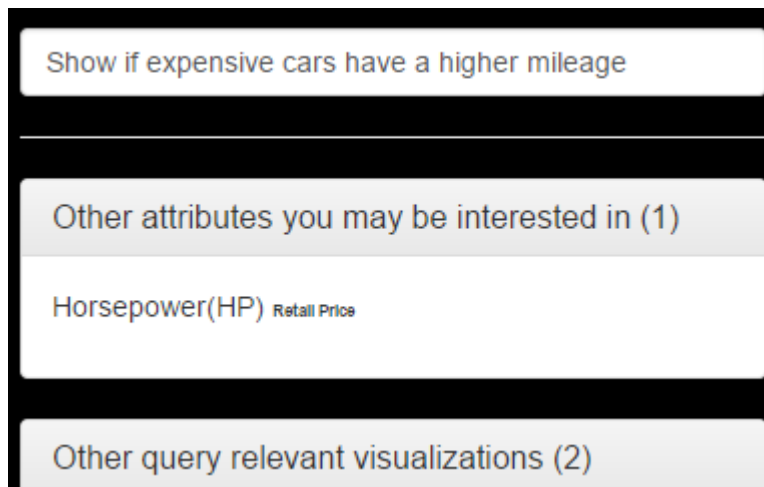 Show if expensive cars have a higher mileage
Other attributes you may be interested in (1)
Horsepower(HP) Retail Price
Other query relevant visualizations (2)